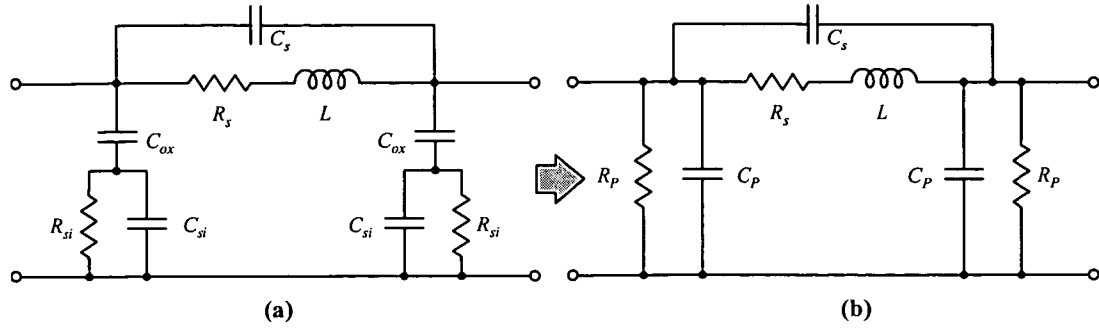 C_s
R_s
L
C_ox
C_ox
R_si
C_si
C_si
R_si
(a)
C_s
R_s
L
R_P
C_P
C_P
R_P
(b)